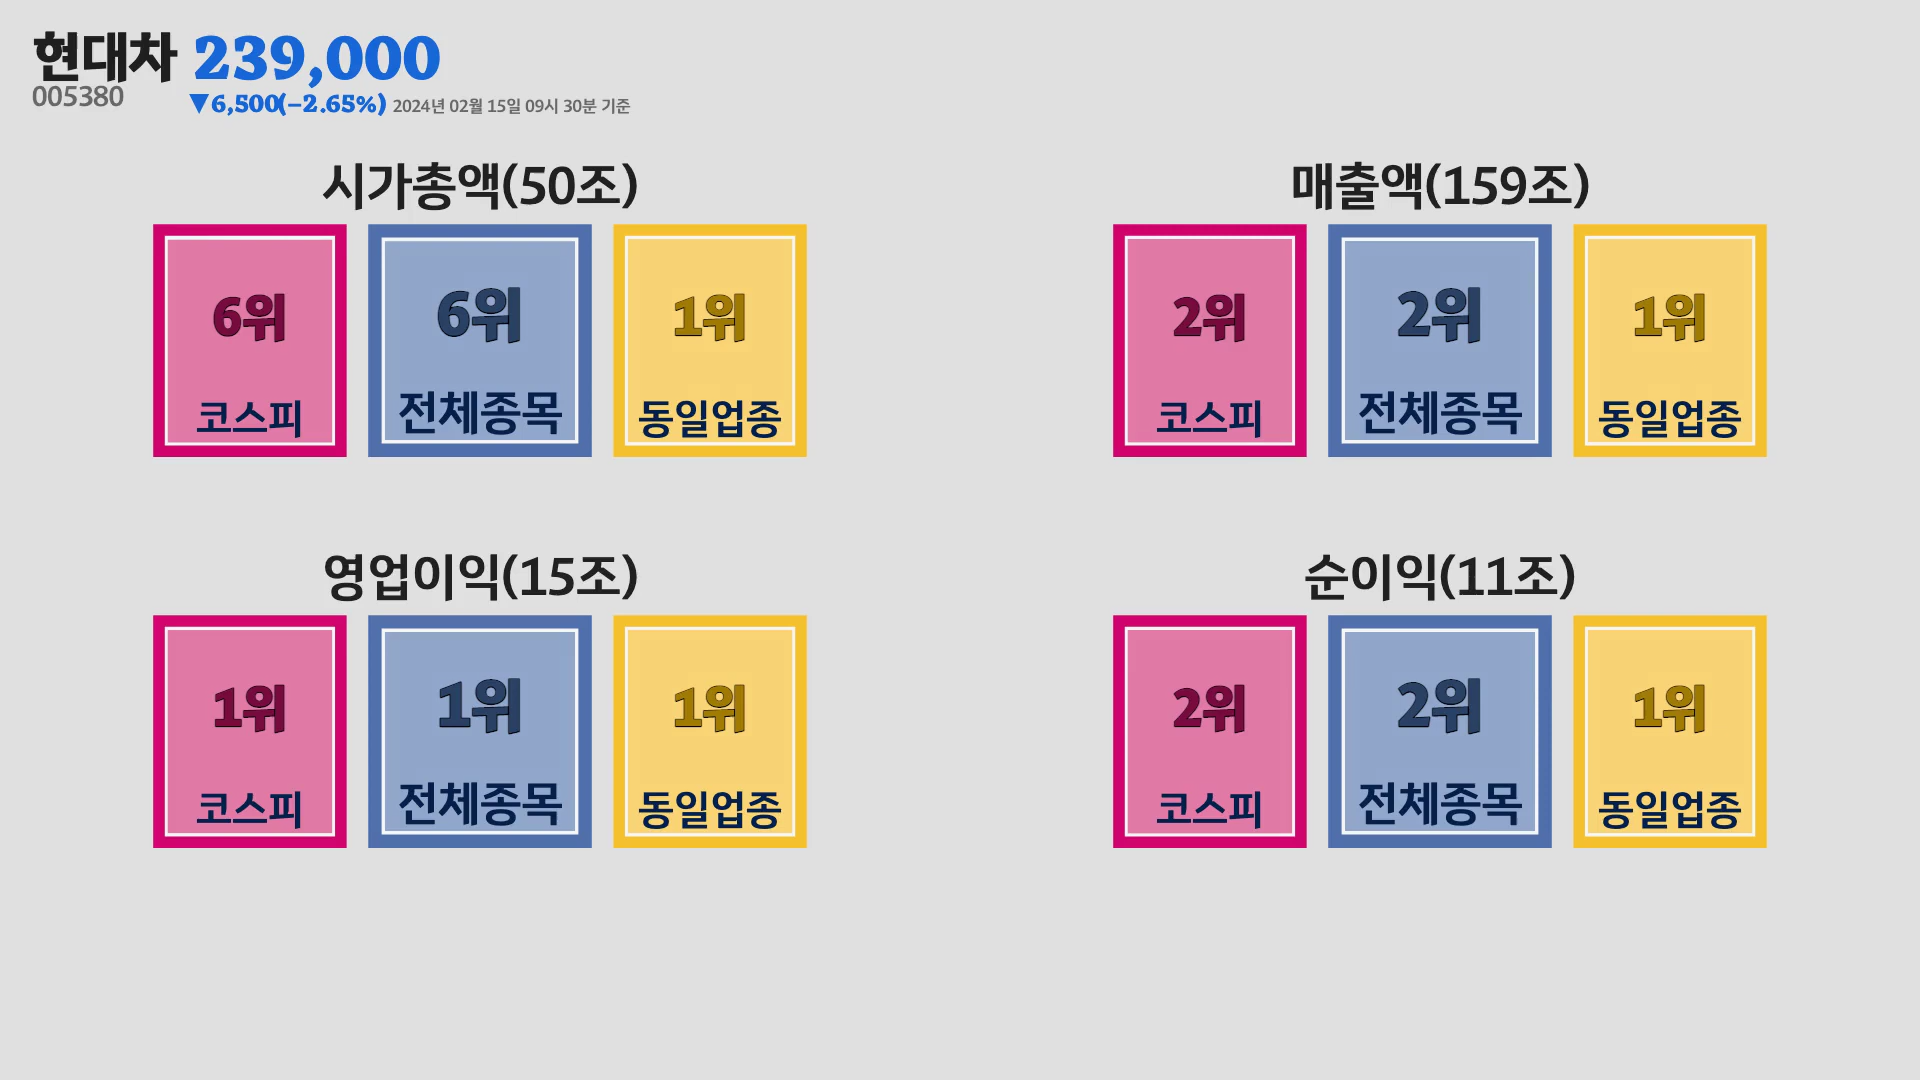 현대차 239,000
005380 ▼6,500(−2.65%) 2024년 02월 15일 09시 30분 기준
시가총액(50조)
6위 6위 1위
코스피 전체종목 동일업종
매출액(159조)
2위 2위 1위
코스피 전체종목 동일업종
영업이익(15조)
1위 1위 1위
코스피 전체종목 동일업종
순이익(11조)
2위 2위 1위
코스피 전체종목 동일업종